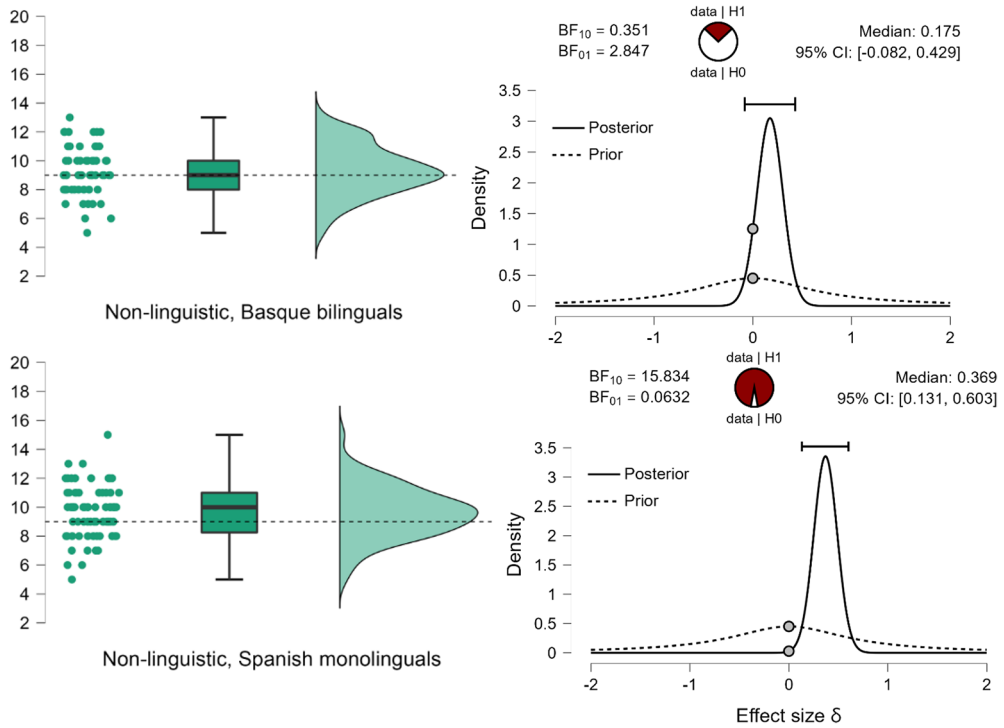 20
18
16
14
12
10
8
6
4
2
Non-linguistic, Basque bilinguals
data | H1
BF₁₀ = 0.351
BF₀₁ = 2.847
data | H0
Median: 0.175
95% CI: [-0.082, 0.429]
3.5
3
2.5
2
1.5
1
0.5
0
Density
Posterior
Prior
-2 -1 0 1 2
20
18
16
14
12
10
8
6
4
2
Non-linguistic, Spanish monolinguals
data | H1
BF₁₀ = 15.834
BF₀₁ = 0.0632
data | H0
Median: 0.369
95% CI: [0.131, 0.603]
3.5
3
2.5
2
1.5
1
0.5
0
Density
Posterior
Prior
-2 -1 0 1 2
Effect size δ